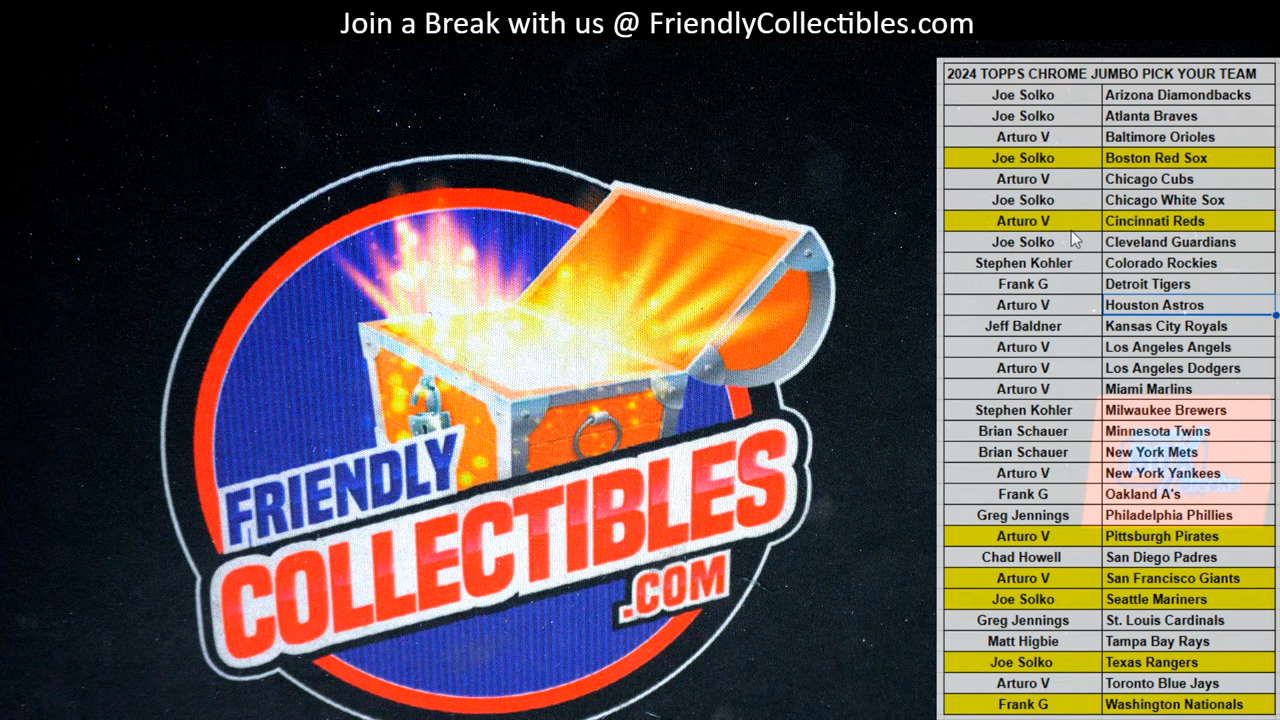 Join a Break with us @ FriendlyCollectibles.com
FRIENDLY
COLLECTIBLES
.COM
2024 TOPPS CHROME JUMBO PICK YOUR TEAM
Joe Solko Arizona Diamondbacks
Joe Solko Atlanta Braves
Arturo V Baltimore Orioles
Joe Solko Boston Red Sox
Arturo V Chicago Cubs
Joe Solko Chicago White Sox
Arturo V Cincinnati Reds
Joe Solko Cleveland Guardians
Stephen Kohler Colorado Rockies
Frank G Detroit Tigers
Arturo V Houston Astros
Jeff Baldner Kansas City Royals
Arturo V Los Angeles Angels
Arturo V Los Angeles Dodgers
Arturo V Miami Marlins
Stephen Kohler Milwaukee Brewers
Brian Schauer Minnesota Twins
Brian Schauer New York Mets
Arturo V New York Yankees
Frank G Oakland A's
Greg Jennings Philadelphia Phillies
Arturo V Pittsburgh Pirates
Chad Howell San Diego Padres
Arturo V San Francisco Giants
Joe Solko Seattle Mariners
Greg Jennings St. Louis Cardinals
Matt Higbie Tampa Bay Rays
Joe Solko Texas Rangers
Arturo V Toronto Blue Jays
Frank G Washington Nationals